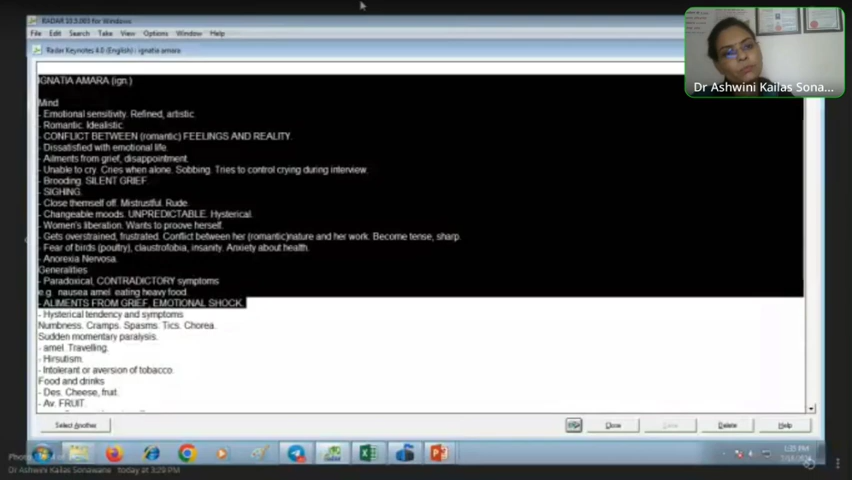 RADAR 10.5.003 for Windows
File Edit Search Take View Options Window Help
Radar Keynotes 4.0 (English) : ignatia amara
IGNATIA AMARA (ign.)
Mind
- Emotional sensitivity. Refined, artistic.
- Romantic. Idealistic.
- CONFLICT BETWEEN (romantic) FEELINGS AND REALITY.
- Dissatisfied with emotional life.
- Ailments from grief, disappointment.
- Unable to cry. Cries when alone. Sobbing. Tries to control crying during interview.
- Brooding. SILENT GRIEF.
- SIGHING.
- Close themself off. Mistrustful. Rude.
- Changeable moods. UNPREDICTABLE. Hysterical.
- Women's liberation. Wants to proove herself.
- Gets overstrained, frustrated. Conflict between her (romantic)nature and her work. Become tense, sharp.
- Fear of birds (poultry), claustrofobia, insanity. Anxiety about health.
- Anorexia Nervosa.
Generalities
- Paradoxical, CONTRADICTORY symptoms
e.g. nausea amel. eating heavy food.
- ALIMENTS FROM GRIEF, EMOTIONAL SHOCK.
- Hysterical tendency and symptoms
Numbness. Cramps. Spasms. Tics. Chorea.
Sudden momentary paralysis.
- amel. Travelling.
- Hirsutism.
- Intolerant or aversion of tobacco.
Food and drinks
- Des. Cheese, fruit.
- Av. FRUIT.
Select Another Close Delete Help
1:35 PM
Dr Ashwini Kailas Sonawane today at 3:29 PM
Dr Ashwini Kailas Sona...